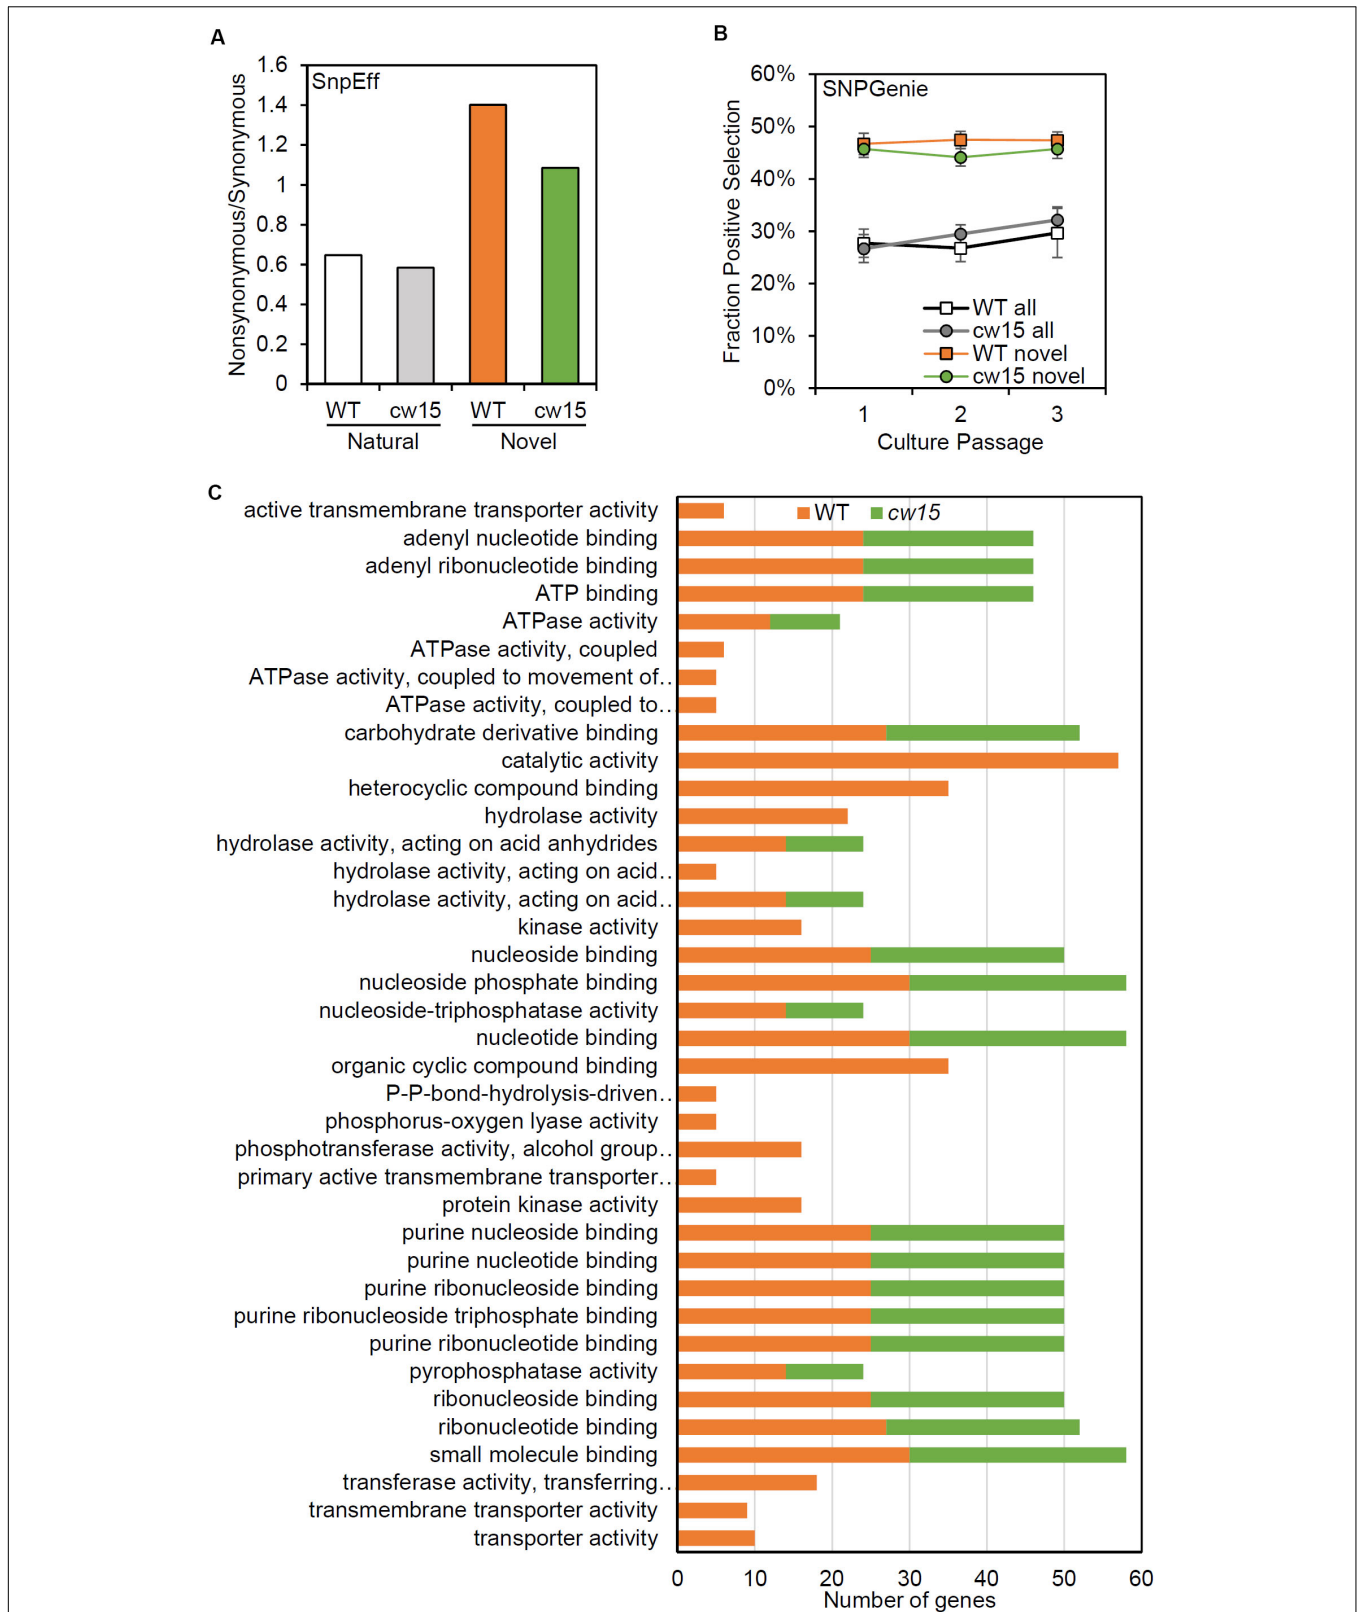 A
SnpEff
Nonsynonymous/Synonymous
1.6
1.4
1.2
1
0.8
0.6
0.4
0.2
0
WT cw15 WT cw15
Natural Novel
B
SNPGenie
Fraction Positive Selection
60%
50%
40%
30%
20%
10%
0%
WT all
cw15 all
WT novel
cw15 novel
1 2 3
Culture Passage
C
WT cw15
active transmembrane transporter activity
adenyl nucleotide binding
adenyl ribonucleotide binding
ATP binding
ATPase activity
ATPase activity, coupled
ATPase activity, coupled to movement of..
ATPase activity, coupled to..
carbohydrate derivative binding
catalytic activity
heterocyclic compound binding
hydrolase activity
hydrolase activity, acting on acid anhydrides
hydrolase activity, acting on acid..
hydrolase activity, acting on acid..
kinase activity
nucleoside binding
nucleoside phosphate binding
nucleoside-triphosphatase activity
nucleotide binding
organic cyclic compound binding
P-P-bond-hydrolysis-driven..
phosphorus-oxygen lyase activity
phosphotransferase activity, alcohol group..
primary active transmembrane transporter..
protein kinase activity
purine nucleoside binding
purine nucleotide binding
purine ribonucleoside binding
purine ribonucleoside triphosphate binding
purine ribonucleotide binding
pyrophosphatase activity
ribonucleoside binding
ribonucleotide binding
small molecule binding
transferase activity, transferring..
transmembrane transporter activity
transporter activity
0 10 20 30 40 50 60
Number of genes